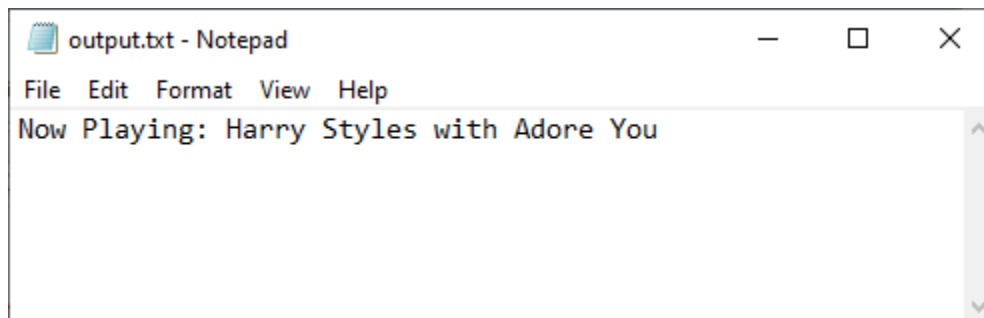 output.txt - Notepad
File Edit Format View Help
Now Playing: Harry Styles with Adore You